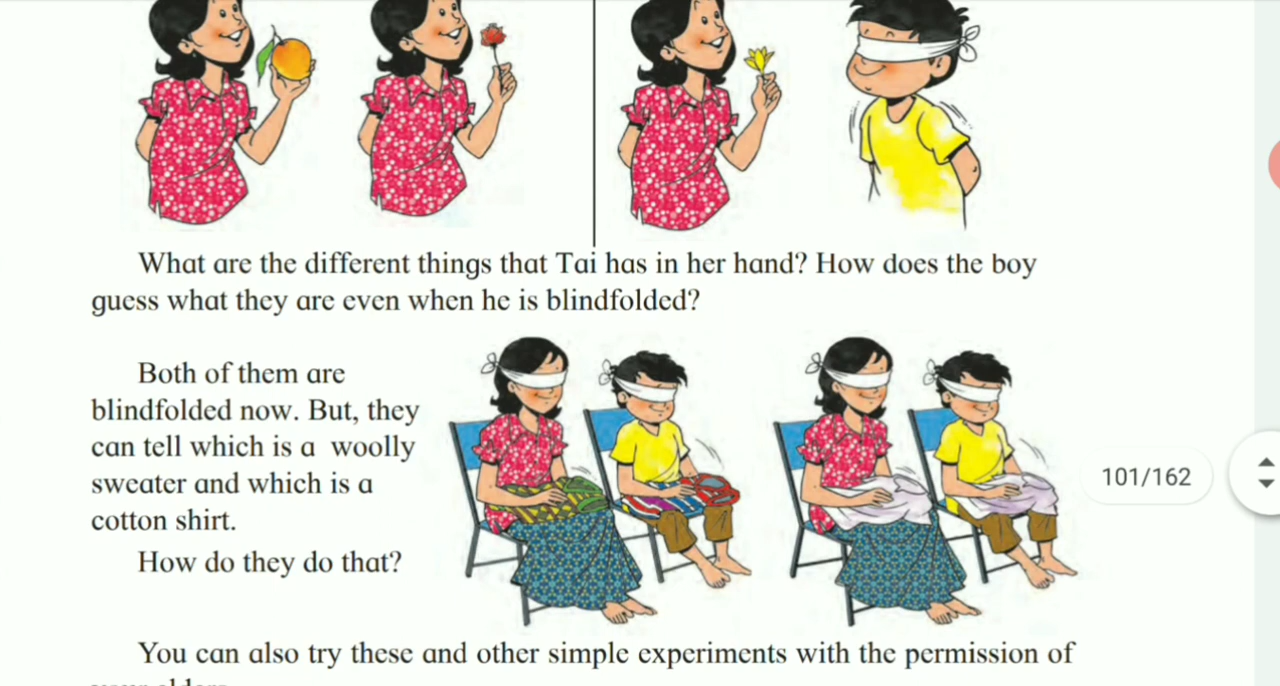 What are the different things that Tai has in her hand? How does the boy
guess what they are even when he is blindfolded?
Both of them are
blindfolded now. But, they
can tell which is a woolly
sweater and which is a
cotton shirt.
How do they do that?
101/162
You can also try these and other simple experiments with the permission of